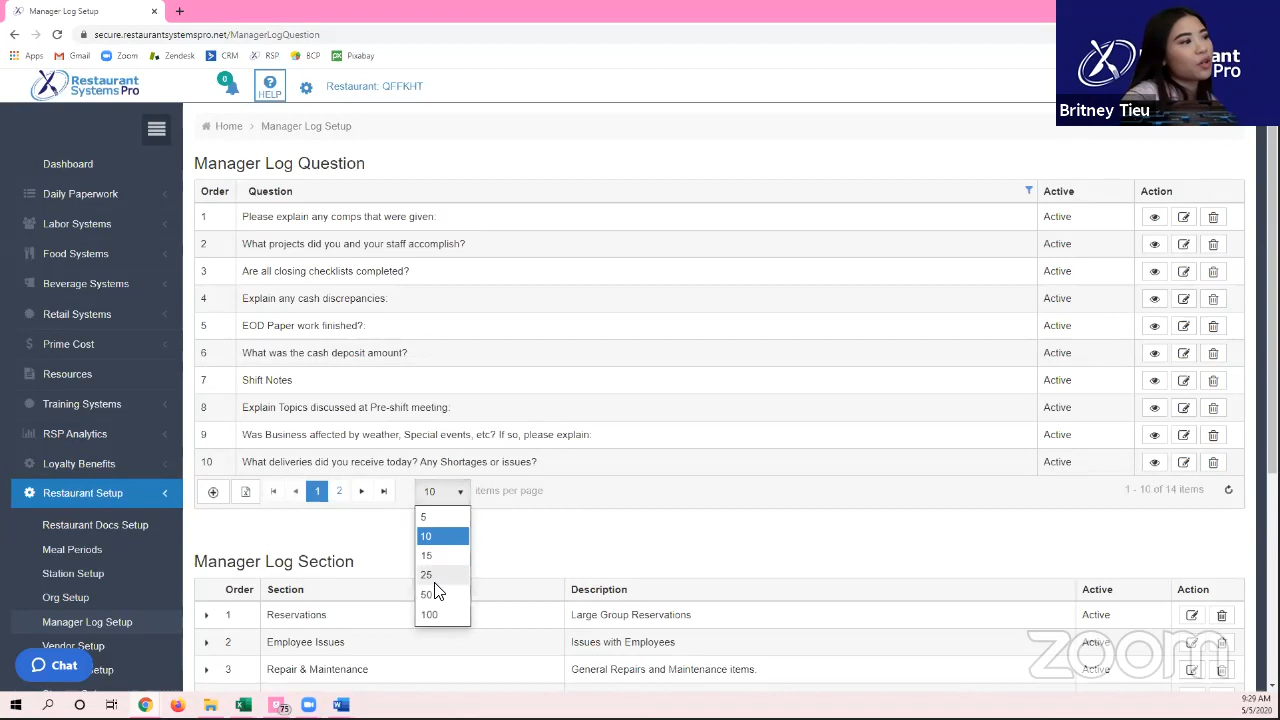 Manager Log Setup
secure.restaurantsystemspro.net/ManagerLogQuestion
Apps Gmail Zoom Zendesk CRM RSP BCP Pixabay
Restaurant
Systems Pro
0
HELP
Restaurant: QFFKHT
rant
Pro
Britney Tieu
Home > Manager Log Setup
Dashboard
Daily Paperwork
Labor Systems
Food Systems
Beverage Systems
Retail Systems
Prime Cost
Resources
Training Systems
RSP Analytics
Loyalty Benefits
Restaurant Setup
Restaurant Docs Setup
Meal Periods
Station Setup
Org Setup
Manager Log Setup
Vendor Setup
Setup
Chat
Manager Log Question
Order Question Active Action
1 Please explain any comps that were given: Active
2 What projects did you and your staff accomplish? Active
3 Are all closing checklists completed? Active
4 Explain any cash discrepancies: Active
5 EOD Paper work finished?: Active
6 What was the cash deposit amount? Active
7 Shift Notes Active
8 Explain Topics discussed at Pre-shift meeting: Active
9 Was Business affected by weather, Special events, etc? If so, please explain: Active
10 What deliveries did you receive today? Any Shortages or issues? Active
1 2 10 items per page 1 - 10 of 14 items
5
10
15
25
50
100
Manager Log Section
Order Section Description Active Action
1 Reservations Large Group Reservations Active
2 Employee Issues Issues with Employees Active
3 Repair & Maintenance General Repairs and Maintenance items. Active
zoom
75
9:29 AM
5/5/2020